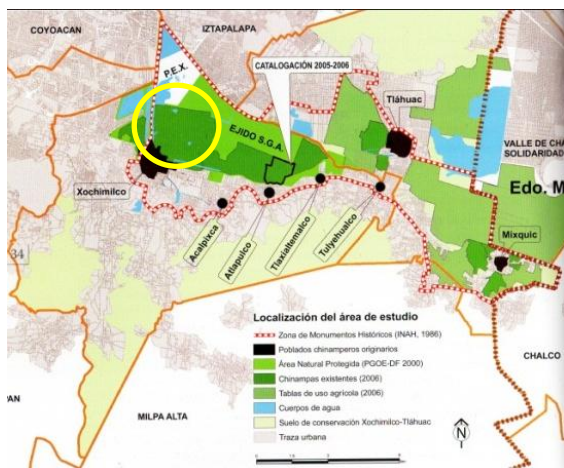 COYOACAN
IZTAPALAPA
P.E.X.
CATALOGACIÓN 2005-2006
Tláhuac
EJIDO S.G.A.
VALLE DE CHA
SOLIDARIDAD
Xochimilco
Edo. M
Acalpixca
Atlapulco
Tlaxialtemalco
Tulyehualco
Mixquic
34
Localización del área de estudio
Zona de Monumentos Históricos (INAH, 1986)
Poblados chinamperos originarios
Área Natural Protegida (PGOE-DF 2000)
Chinampas existentes (2006)
Tablas de uso agrícola (2006)
Cuerpos de agua
Suelo de conservación Xochimilco-Tláhuac
Traza urbana
CHALCO
PAN
MILPA ALTA
N